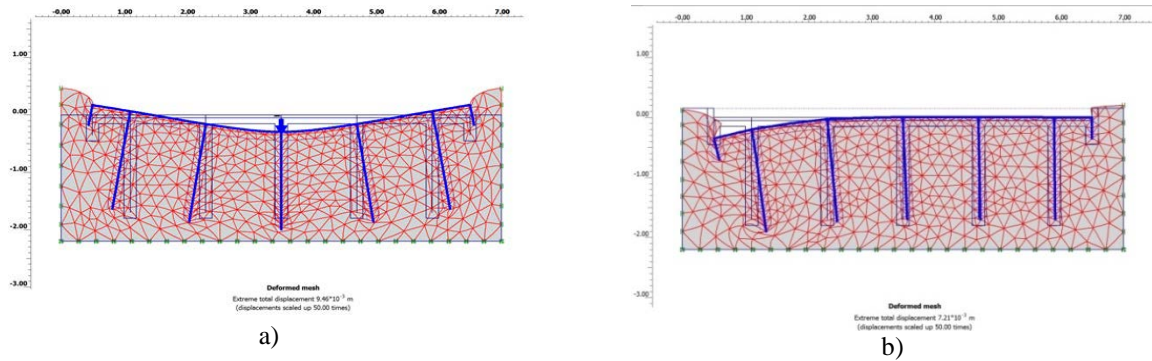 -0,00 1,00 2,00 3,00 4,00 5,00 6,00 7,00
1.00
0.00
-1.00
-2.00
-3.00
Deformed mesh
Extreme total displacement 9.46*10⁻³ m
(displacements scaled up 50.00 times)
a)
-0,00 1,00 2,00 3,00 4,00 5,00 6,00 7,00
1.00
0.00
-1.00
-2.00
-3.00
Deformed mesh
Extreme total displacement 7.21*10⁻³ m
(displacements scaled up 50.00 times)
b)